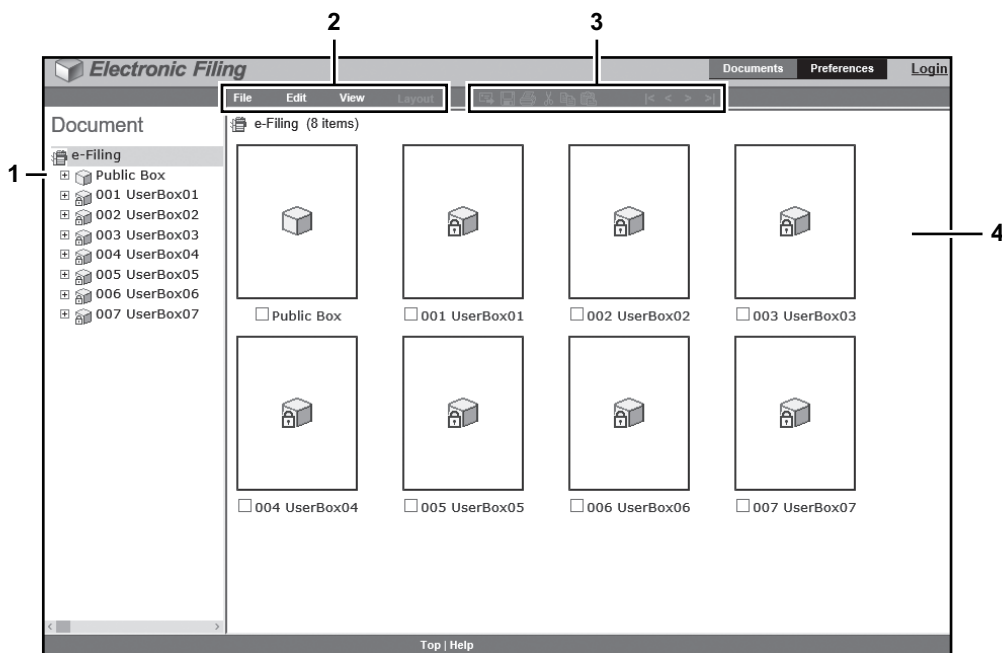 2 3
Electronic Filing Documents Preferences Login
File Edit View Layout |< < > >|
Document
e-Filing (8 items)
e-Filing
1
Public Box
001 UserBox01
002 UserBox02
003 UserBox03
004 UserBox04
005 UserBox05
006 UserBox06
007 UserBox07
4
Public Box 001 UserBox01 002 UserBox02 003 UserBox03
004 UserBox04 005 UserBox05 006 UserBox06 007 UserBox07
Top | Help